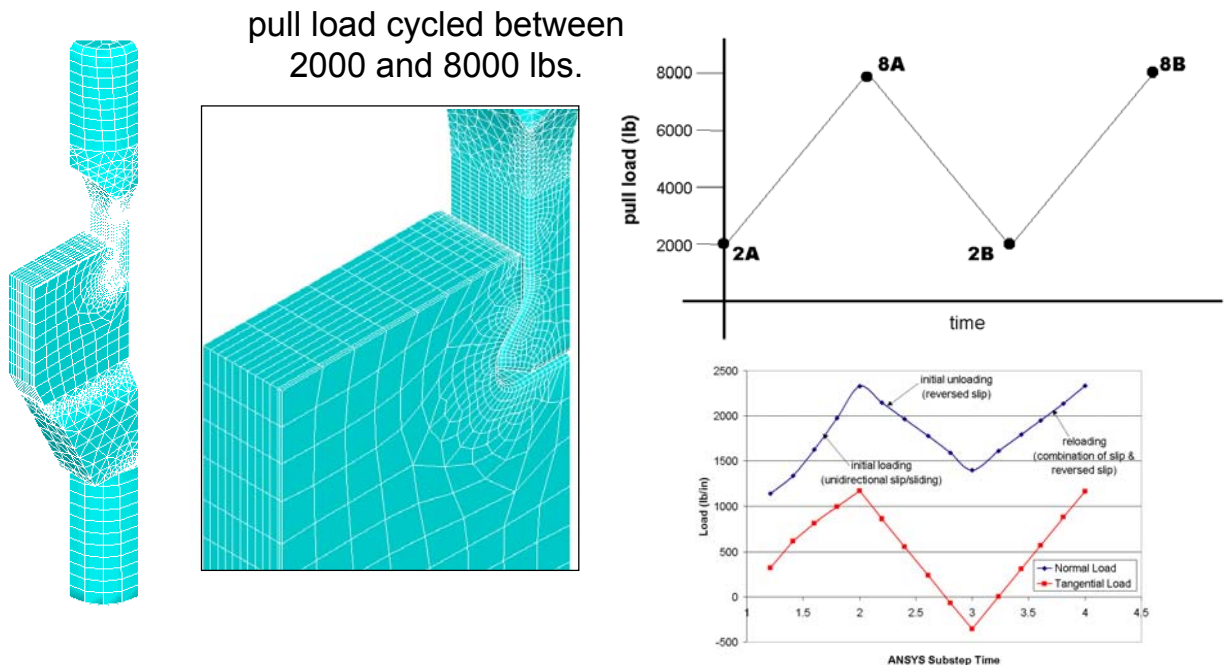 pull load cycled between
2000 and 8000 lbs.
pull load (lb)
8000
6000
4000
2000
8A
8B
2A
2B
time
Load (lb/in)
2500
2000
1500
1000
500
0
-500
initial unloading
(reversed slip)
initial loading
(unidirectional slip/sliding)
reloading
(combination of slip &
reversed slip)
Normal Load
Tangential Load
1 1.5 2 2.5 3 3.5 4 4.5
ANSYS Substep Time